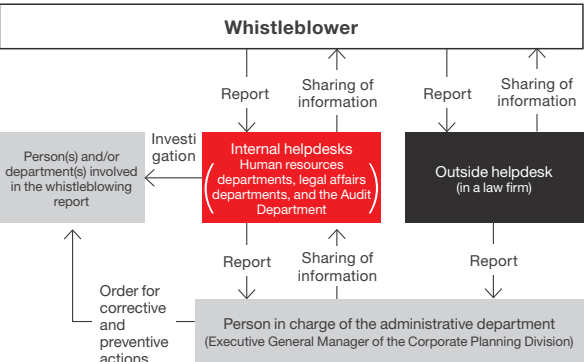 Whistleblower
Report
Sharing of
information
Report
Sharing of
information
Investi
gation
Person(s) and/or
department(s) involved
in the whistleblowing
report
Internal helpdesks
(Human resources
departments, legal affairs
departments, and the Audit
Department)
Outside helpdesk
(in a law firm)
Report
Sharing of
information
Report
Order for
corrective
and
preventive
actions
Person in charge of the administrative department
(Executive General Manager of the Corporate Planning Division)